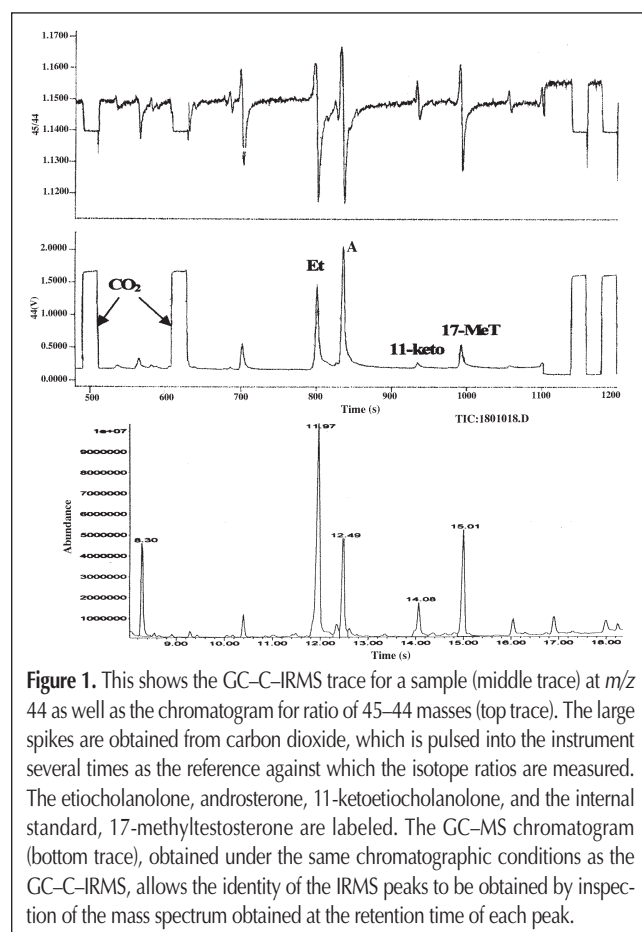 1.1700
1.1600
1.1500
1.1400
1.1300
1.1200
45/44
2.0000
1.5000
1.0000
0.5000
0.0000
44(V)
CO₂
Et
A
11-keto
17-MeT
500 600 700 800 900 1000 1100 1200
Time (s)
TIC:1801018.D
1e+07
9000000
8000000
7000000
6000000
5000000
4000000
3000000
2000000
1000000
Abundance
8.30
11.97
12.49
14.08
15.01
9.00 10.00 11.00 12.00 13.00 14.00 15.00 16.00 17.00 18.00
Time (s)
Figure 1. This shows the GC–C–IRMS trace for a sample (middle trace) at m/z
44 as well as the chromatogram for ratio of 45–44 masses (top trace). The large
spikes are obtained from carbon dioxide, which is pulsed into the instrument
several times as the reference against which the isotope ratios are measured.
The etiocholanolone, androsterone, 11-ketoetiocholanolone, and the internal
standard, 17-methyltestosterone are labeled. The GC–MS chromatogram
(bottom trace), obtained under the same chromatographic conditions as the
GC–C–IRMS, allows the identity of the IRMS peaks to be obtained by inspec-
tion of the mass spectrum obtained at the retention time of each peak.